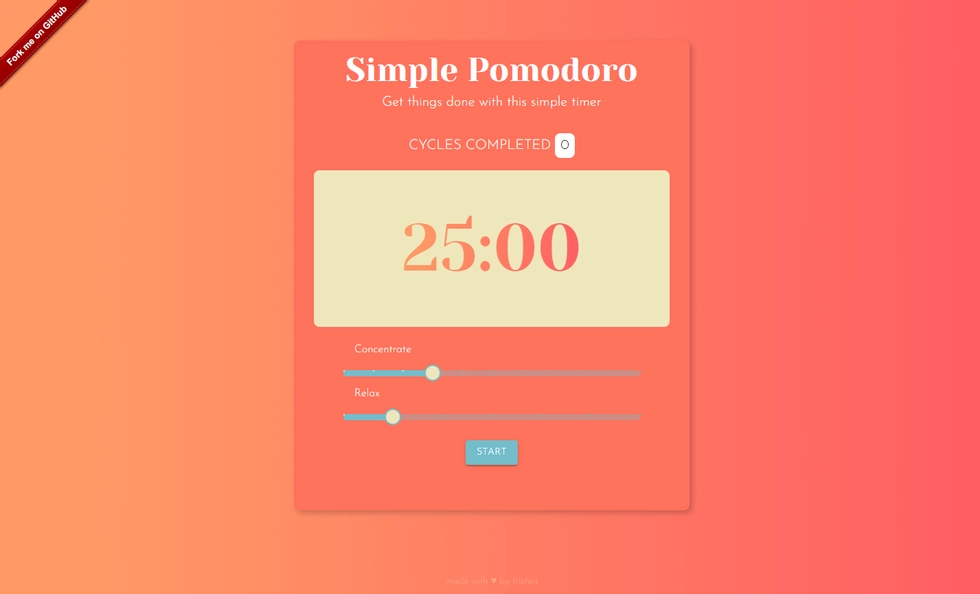 Fork me on GitHub
Simple Pomodoro
Get things done with this simple timer
CYCLES COMPLETED 0
25:00
Concentrate
Relax
START
made with ♥ by